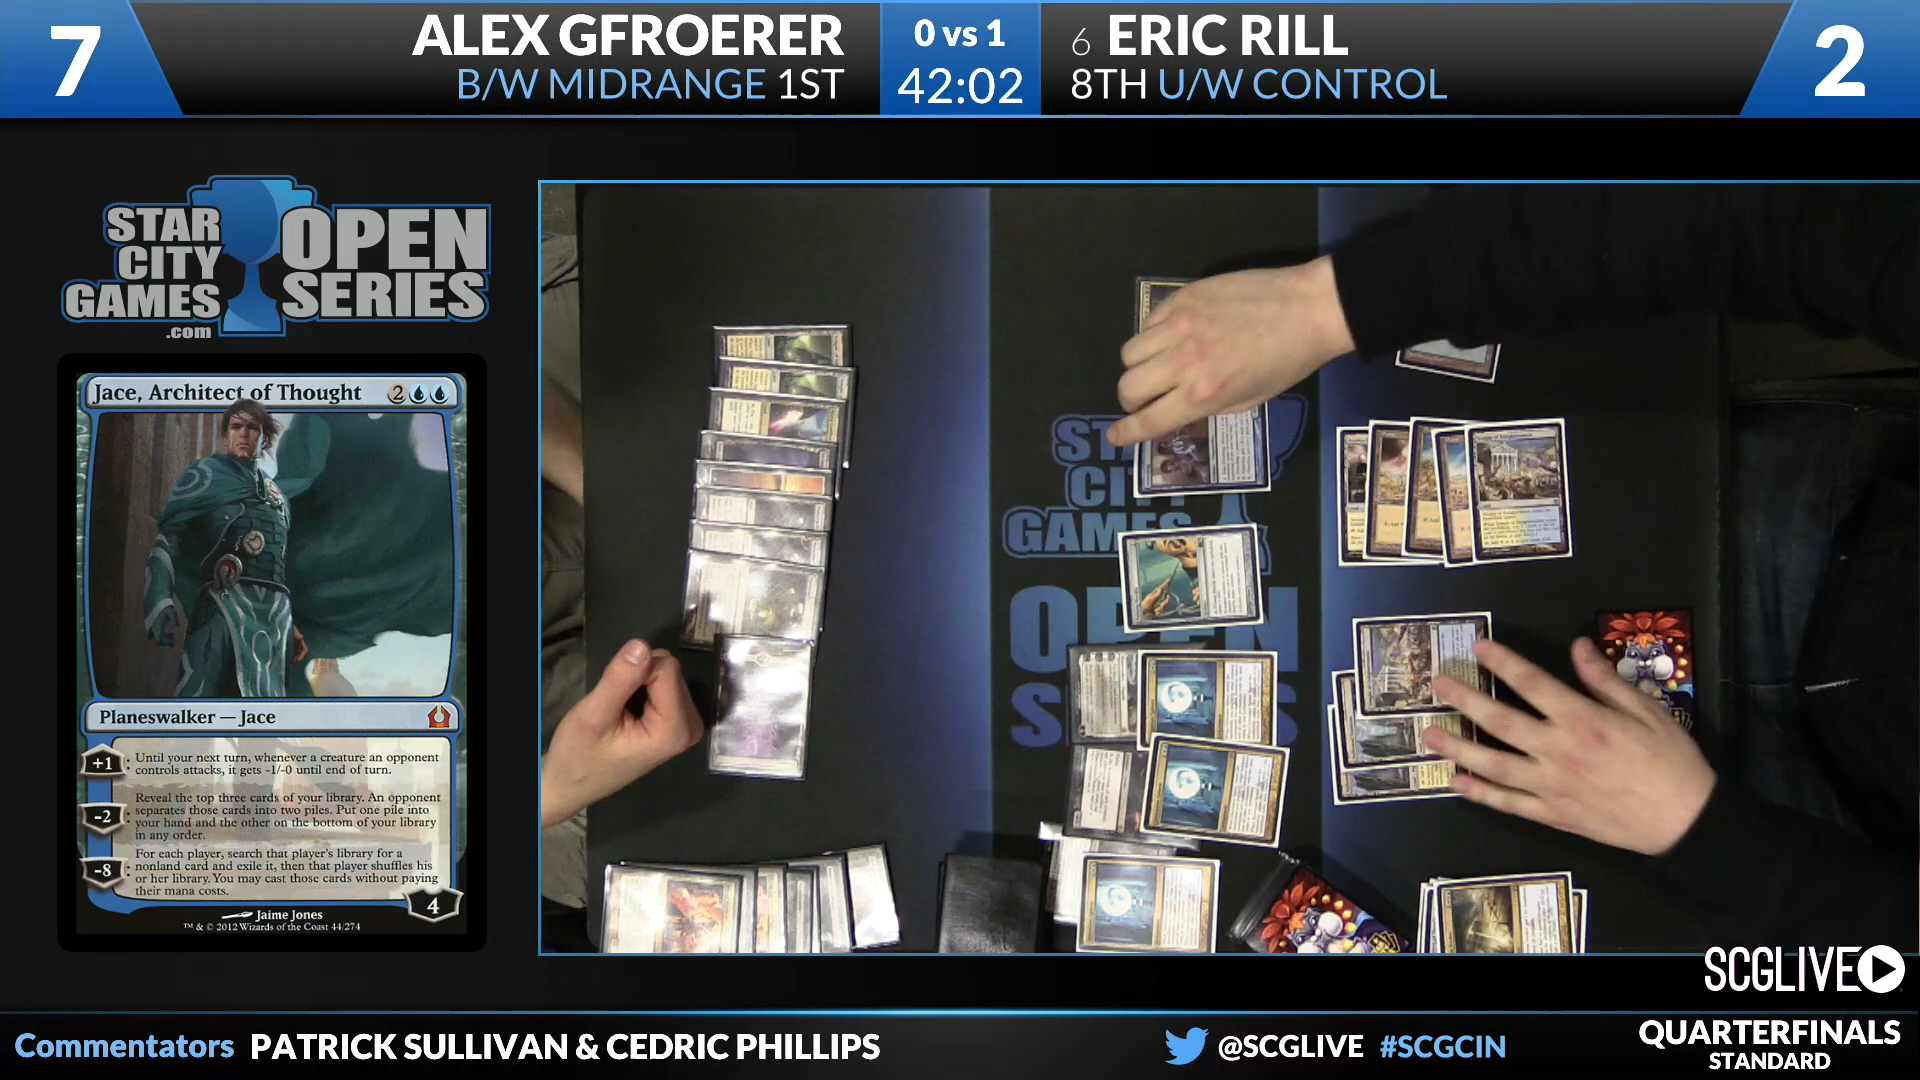 7
ALEX GFROERER
B/W MIDRANGE 1ST
0 vs 1
42:02
6 ERIC RILL
8TH U/W CONTROL
2
STAR CITY GAMES .com
OPEN SERIES
Jace, Architect of Thought 2
Planeswalker — Jace
+1: Until your next turn, whenever a creature an opponent
controls attacks, it gets -1/-0 until end of turn.
-2: Reveal the top three cards of your library. An opponent
separates those cards into two piles. Put one pile into
your hand and the other on the bottom of your library
in any order.
-8: For each player, search that player's library for a
nonland card and exile it, then that player shuffles his
or her library. You may cast those cards without paying
their mana costs.
4
Jaime Jones
™ & © 2012 Wizards of the Coast 44/274
ST
CIT
GAMES
OPEN
S S
SCGLIVE
Commentators PATRICK SULLIVAN & CEDRIC PHILLIPS
@SCGLIVE #SCGCIN
QUARTERFINALS
STANDARD